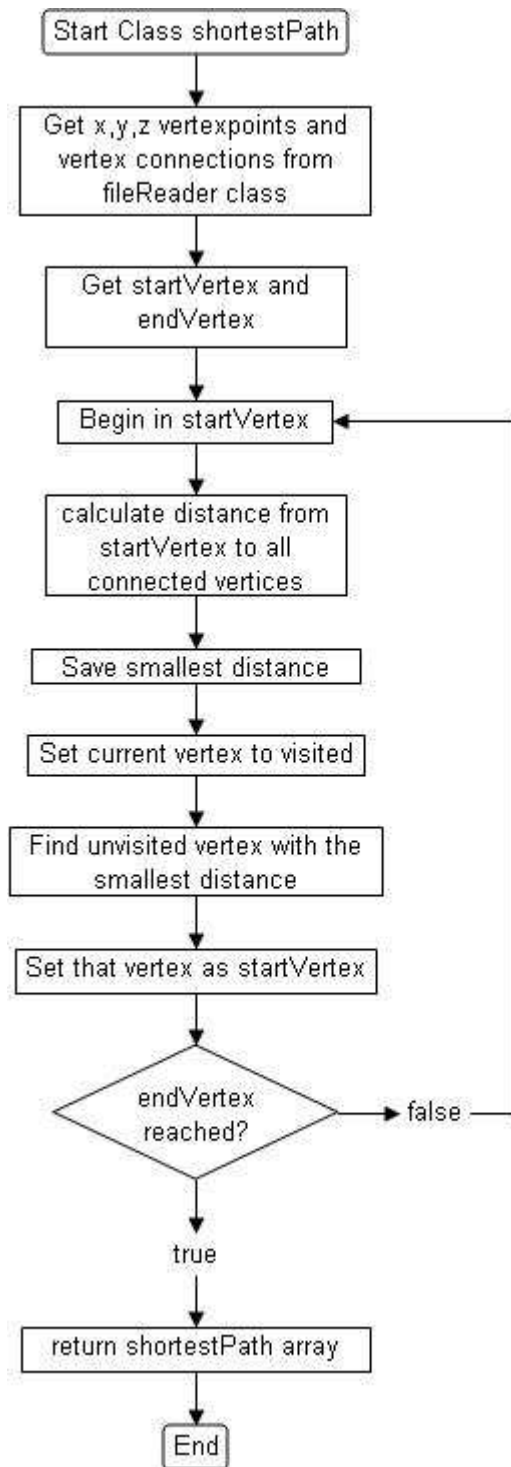 Start Class shortestPath
Get x,y,z vertexpoints and
vertex connections from
fileReader class
Get startVertex and
endVertex
Begin in startVertex
calculate distance from
startVertex to all
connected vertices
Save smallest distance
Set current vertex to visited
Find unvisited vertex with the
smallest distance
Set that vertex as startVertex
endVertex
reached?
false
true
return shortestPath array
End